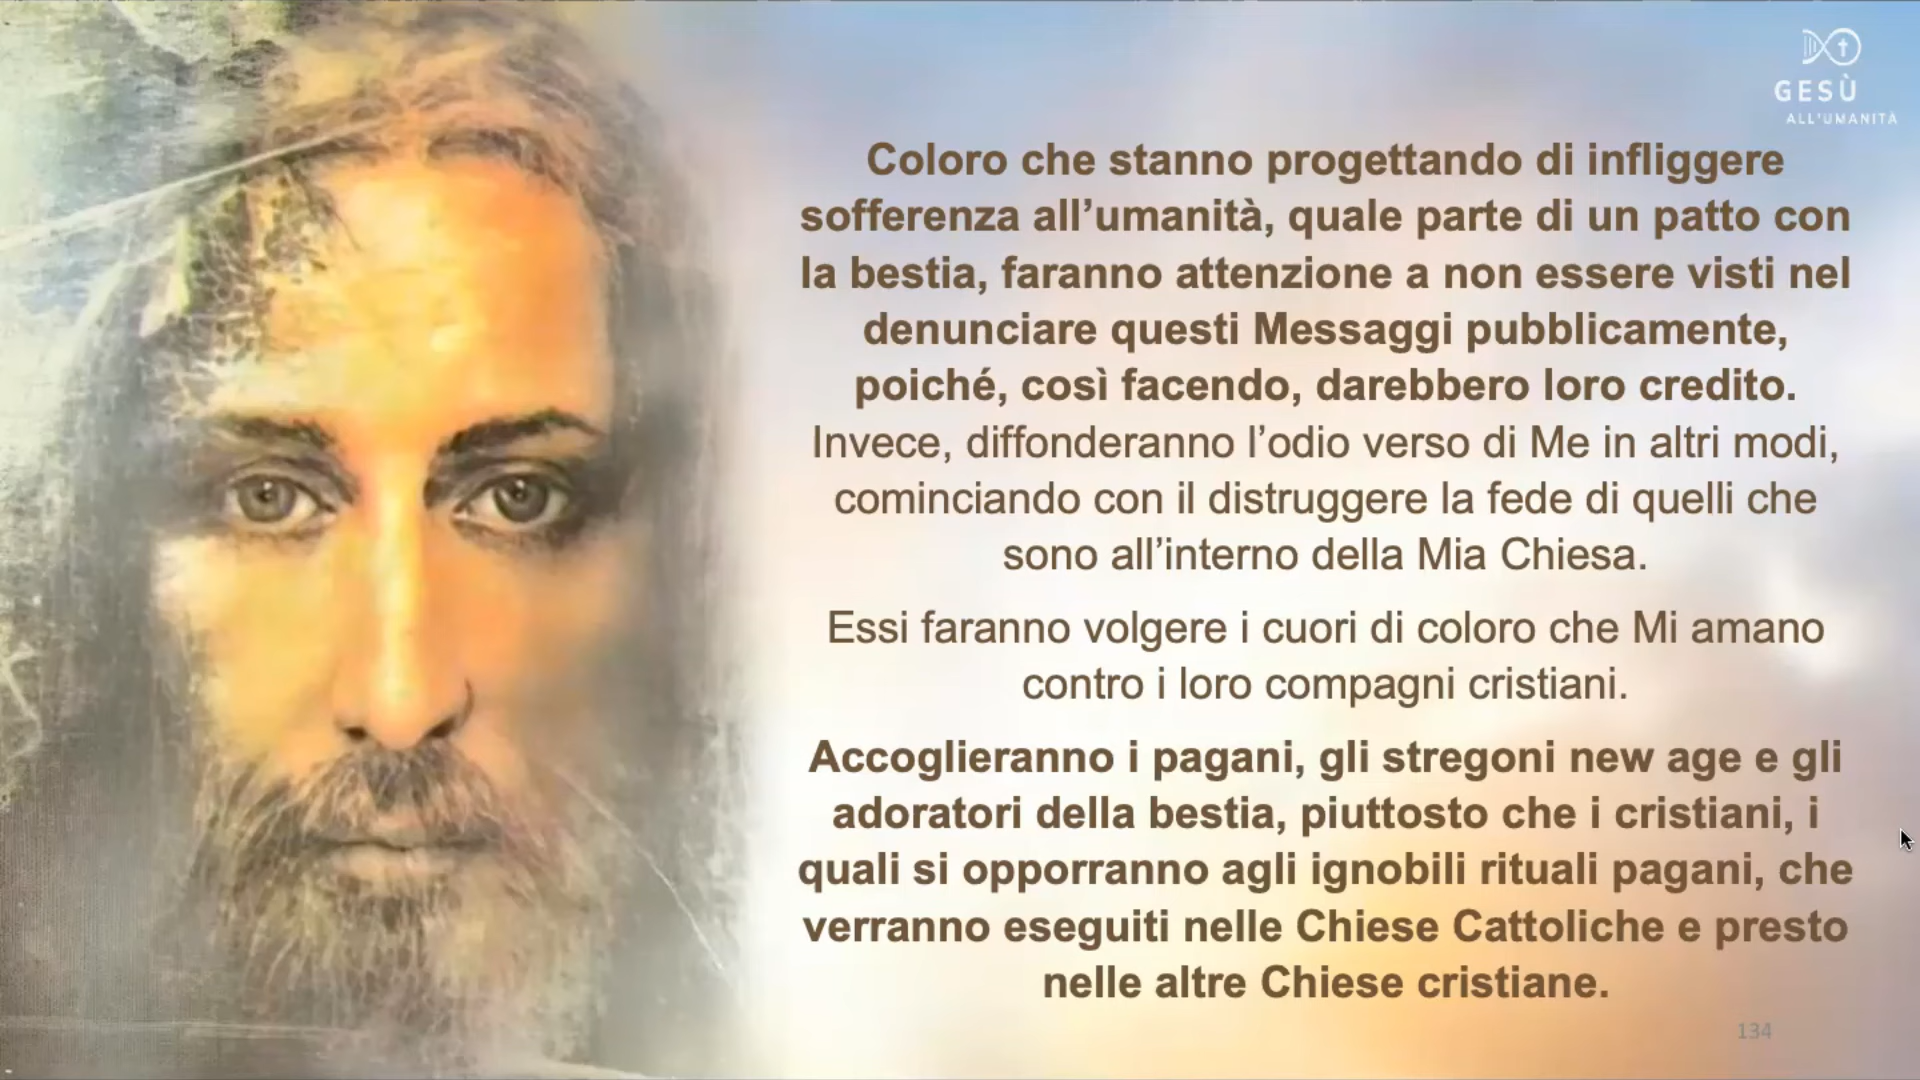 GESÙ
ALL'UMANITÀ
Coloro che stanno progettando di infliggere
sofferenza all’umanità, quale parte di un patto con
la bestia, faranno attenzione a non essere visti nel
denunciare questi Messaggi pubblicamente,
poiché, così facendo, darebbero loro credito.
Invece, diffonderanno l’odio verso di Me in altri modi,
cominciando con il distruggere la fede di quelli che
sono all’interno della Mia Chiesa.
Essi faranno volgere i cuori di coloro che Mi amano
contro i loro compagni cristiani.
Accoglieranno i pagani, gli stregoni new age e gli
adoratori della bestia, piuttosto che i cristiani, i
quali si opporranno agli ignobili rituali pagani, che
verranno eseguiti nelle Chiese Cattoliche e presto
nelle altre Chiese cristiane.
134